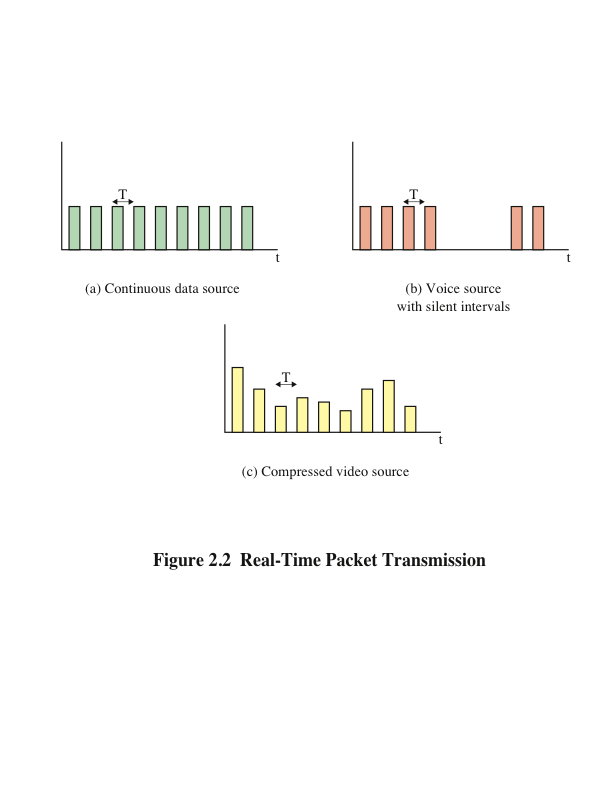 T
t
(a) Continuous data source
T
t
(b) Voice source
with silent intervals
T
t
(c) Compressed video source
Figure 2.2 Real-Time Packet Transmission